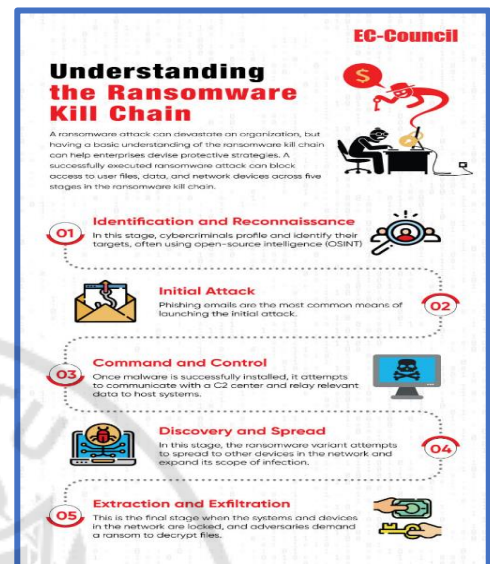 EC-Council
Understanding
the Ransomware
Kill Chain
A ransomware attack can devastate an organization, but
having a basic understanding of the ransomware kill chain
can help enterprises devise protective strategies. A
successfully executed ransomware attack can block
access to user files, data, and network devices across five
stages in the ransomware kill chain.
$
01
Identification and Reconnaissance
In this stage, cybercriminals profile and identify their
targets, often using open-source intelligence (OSINT)
Initial Attack
Phishing emails are the most common means of
launching the initial attack.
02
03
Command and Control
Once malware is successfully installed, it attempts
to communicate with a C2 center and relay relevant
data to host systems.
Discovery and Spread
In this stage, the ransomware variant attempts
to spread to other devices in the network and
expand its scope of infection.
04
05
Extraction and Exfiltration
This is the final stage when the systems and devices
in the network are locked, and adversaries demand
a ransom to decrypt files.